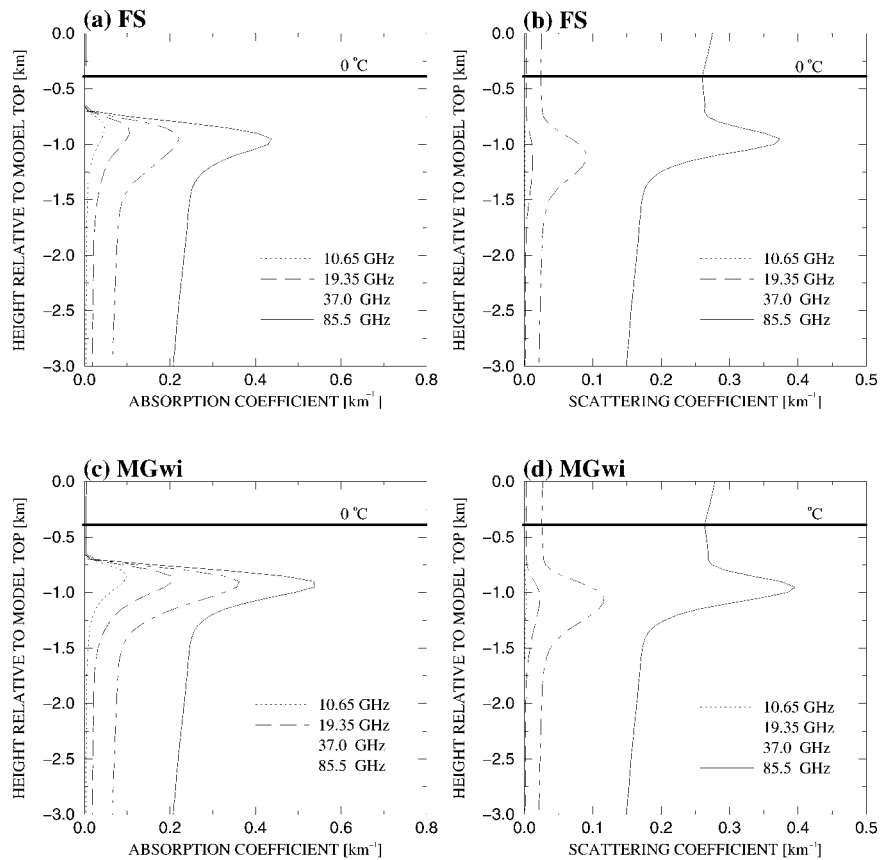 (a) FS
0.0
−0.5
−1.0
−1.5
−2.0
−2.5
−3.0
HEIGHT RELATIVE TO MODEL TOP [km]
0 °C
10.65 GHz
19.35 GHz
37.0 GHz
85.5 GHz
0.0 0.2 0.4 0.6 0.8
ABSORPTION COEFFICIENT [km⁻¹]
(b) FS
0.0
−0.5
−1.0
−1.5
−2.0
−2.5
−3.0
HEIGHT RELATIVE TO MODEL TOP [km]
0 °C
10.65 GHz
19.35 GHz
37.0 GHz
85.5 GHz
0.0 0.1 0.2 0.3 0.4 0.5
SCATTERING COEFFICIENT [km⁻¹]
(c) MGwi
0.0
−0.5
−1.0
−1.5
−2.0
−2.5
−3.0
HEIGHT RELATIVE TO MODEL TOP [km]
0 °C
10.65 GHz
19.35 GHz
37.0 GHz
85.5 GHz
0.0 0.2 0.4 0.6 0.8
ABSORPTION COEFFICIENT [km⁻¹]
(d) MGwi
0.0
−0.5
−1.0
−1.5
−2.0
−2.5
−3.0
HEIGHT RELATIVE TO MODEL TOP [km]
°C
10.65 GHz
19.35 GHz
37.0 GHz
85.5 GHz
0.0 0.1 0.2 0.3 0.4 0.5
SCATTERING COEFFICIENT [km⁻¹]